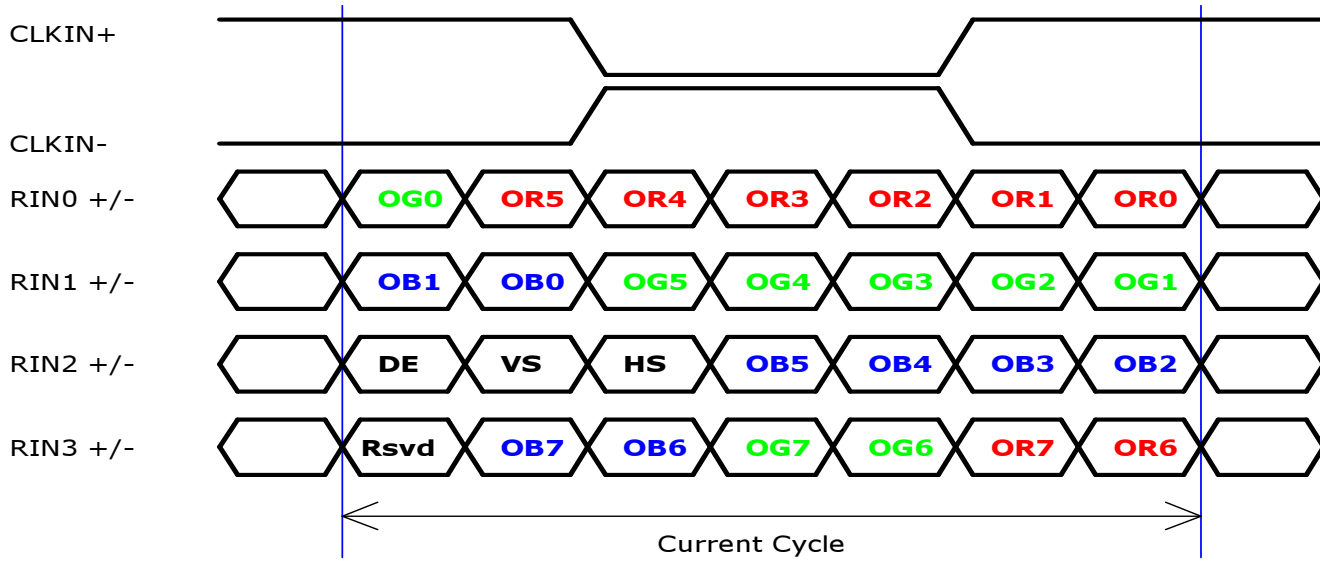 CLKIN+
CLKIN-
RIN0 +/- OG0 OR5 OR4 OR3 OR2 OR1 OR0
RIN1 +/- OB1 OB0 OG5 OG4 OG3 OG2 OG1
RIN2 +/- DE VS HS OB5 OB4 OB3 OB2
RIN3 +/- Rsvd OB7 OB6 OG7 OG6 OR7 OR6
Current Cycle